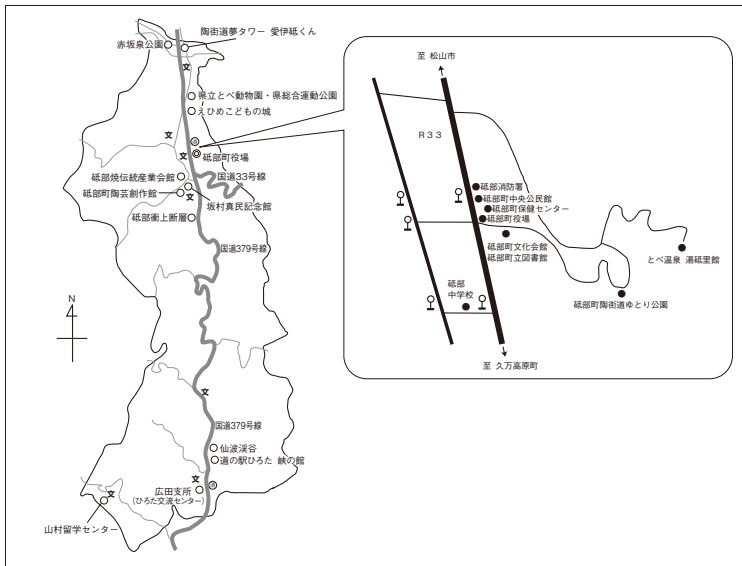 陶街道夢タワー 愛伊砥くん
赤坂泉公園
文
県立とべ動物園・県総合運動公園
えひめこどもの城
文
消
文
砥部町役場
国道33号線
砥部焼伝統産業会館
砥部町陶芸創作館
文
坂村真民記念館
砥部衝上断層
国道379号線
N
文
国道379号線
仙波渓谷
道の駅ひろた 峡の館
文
消
広田支所
(ひろた交流センター)
文
山村留学センター
至 松山市
R33
砥部消防署
砥部町中央公民館
砥部町保健センター
砥部町役場
砥部町文化会館
砥部町立図書館
とべ温泉 湯砥里館
砥部
中学校
砥部町陶街道ゆとり公園
至 久万高原町